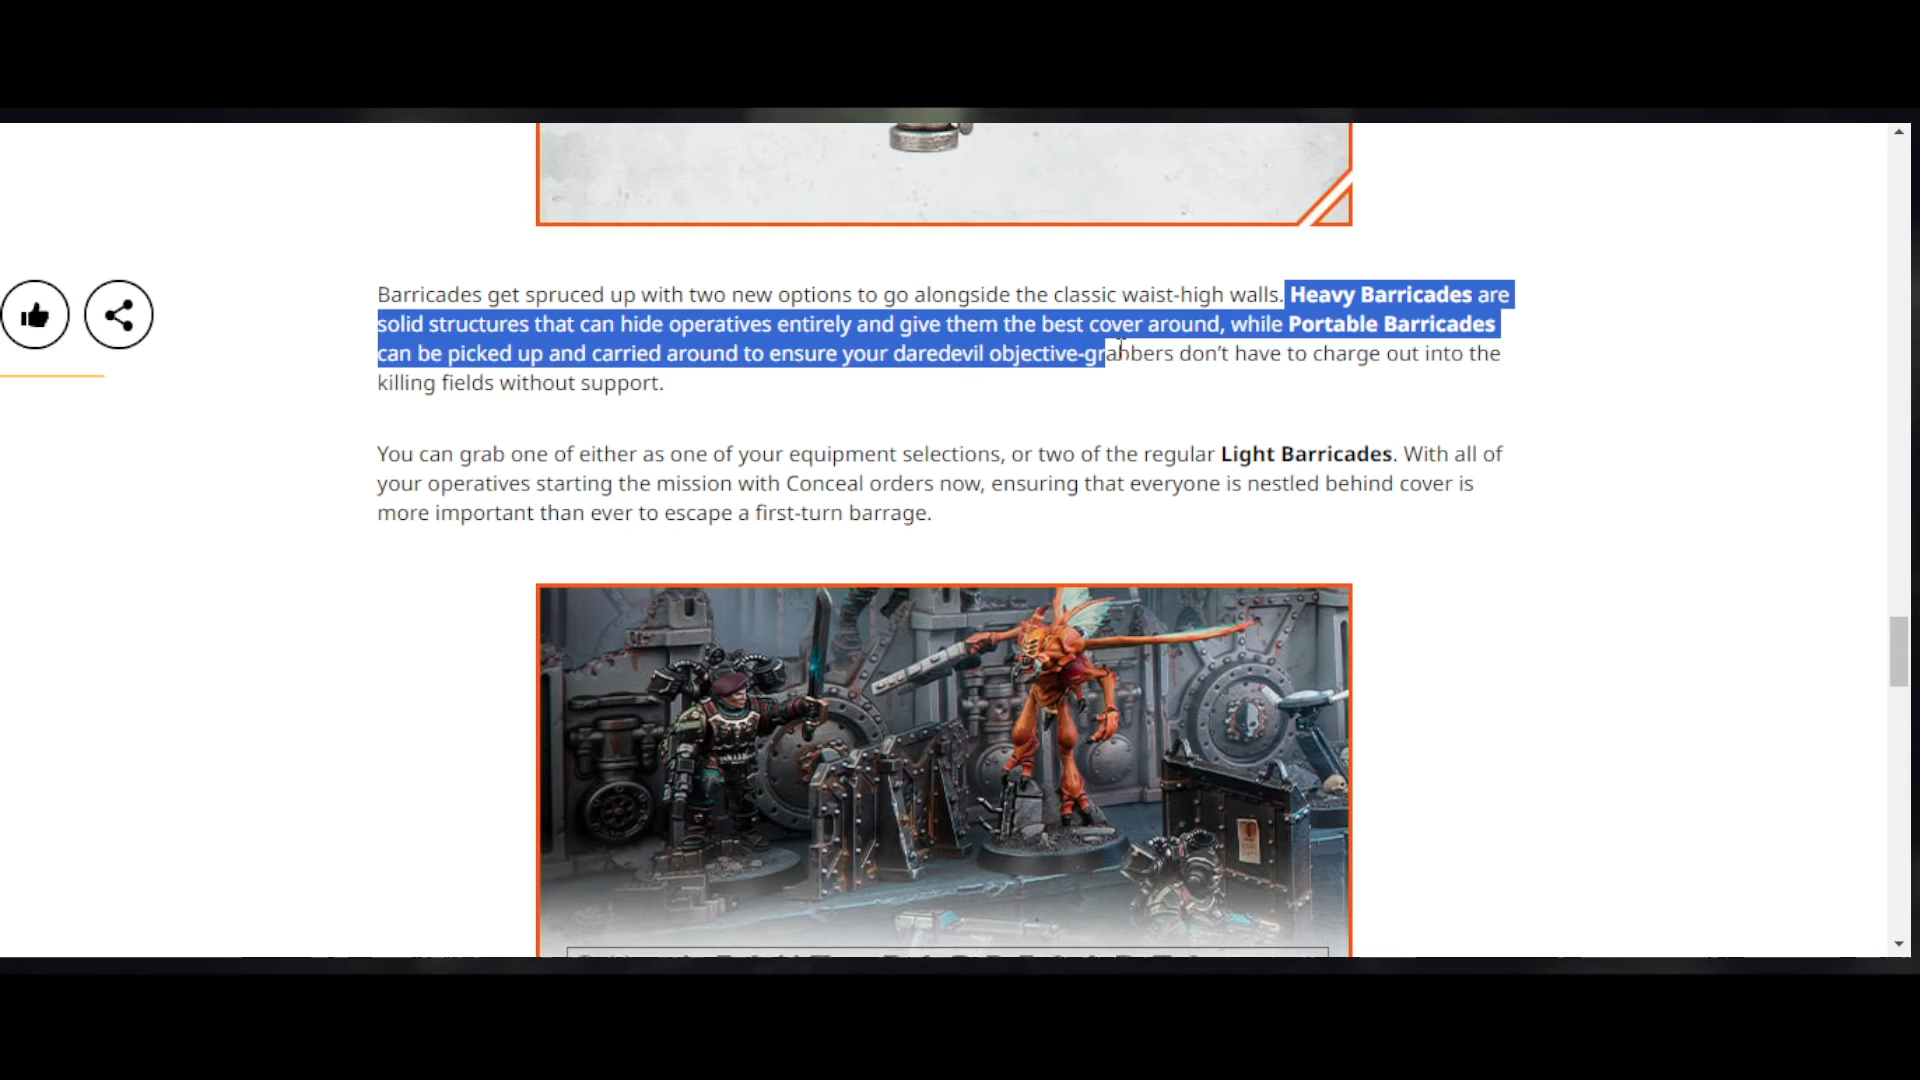 Barricades get spruced up with two new options to go alongside the classic waist-high walls. Heavy Barricades are
solid structures that can hide operatives entirely and give them the best cover around, while Portable Barricades
can be picked up and carried around to ensure your daredevil objective-grabbers don’t have to charge out into the
killing fields without support.
You can grab one of either as one of your equipment selections, or two of the regular Light Barricades. With all of
your operatives starting the mission with Conceal orders now, ensuring that everyone is nestled behind cover is
more important than ever to escape a first-turn barrage.